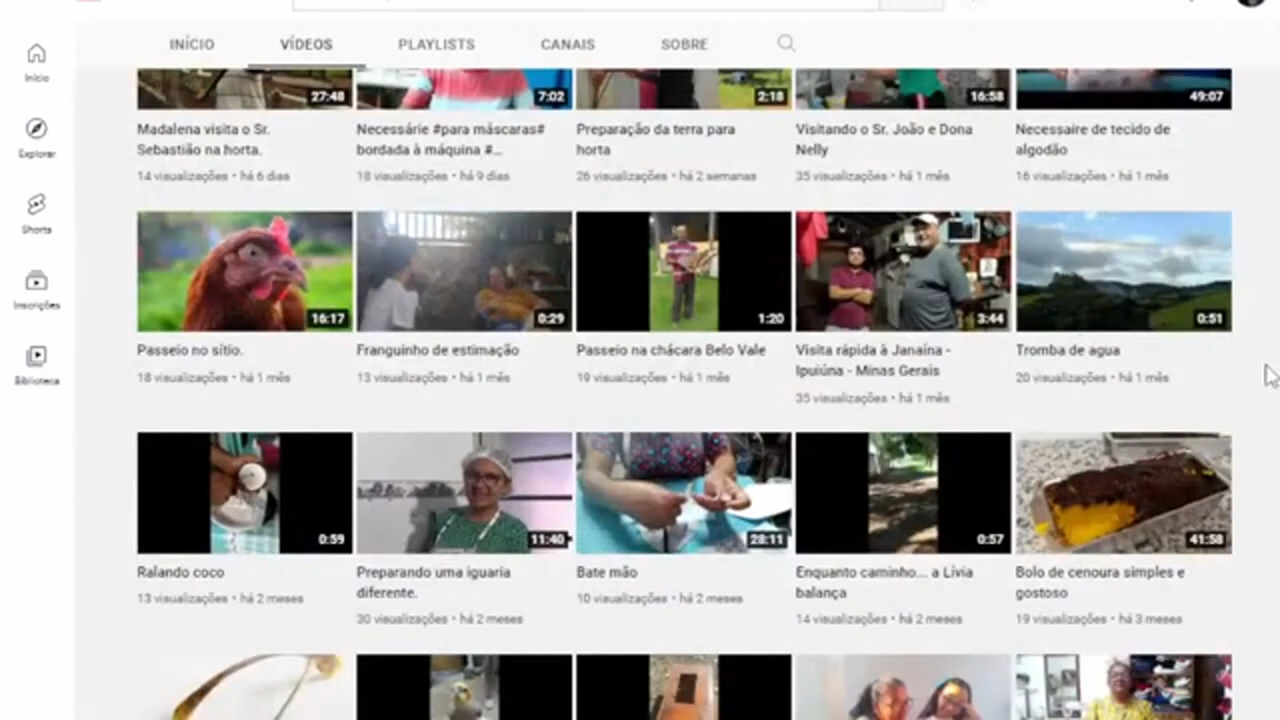 INÍCIO VÍDEOS PLAYLISTS CANAIS SOBRE
Início
Explorar
Shorts
Inscrições
Biblioteca
27:48
Madalena visita o Sr.
Sebastião na horta.
14 visualizações • há 6 dias
7:02
Necessárie #para máscaras#
bordada à máquina #...
18 visualizações • há 9 dias
2:18
Preparação da terra para
horta
26 visualizações • há 2 semanas
16:58
Visitando o Sr. João e Dona
Nelly
35 visualizações • há 1 mês
49:07
Necessaire de tecido de
algodão
16 visualizações • há 1 mês
16:17
Passeio no sítio.
18 visualizações • há 1 mês
0:29
Franguinho de estimação
13 visualizações • há 1 mês
1:20
Passeio na chácara Belo Vale
19 visualizações • há 1 mês
3:44
Visita rápida à Janaína -
Ipuiúna - Minas Gerais
35 visualizações • há 1 mês
0:51
Tromba de agua
20 visualizações • há 1 mês
0:59
Ralando coco
13 visualizações • há 2 meses
11:40
Preparando uma iguaria
diferente.
30 visualizações • há 2 meses
28:11
Bate mão
10 visualizações • há 2 meses
0:57
Enquanto caminho... a Lívia
balança
14 visualizações • há 2 meses
41:58
Bolo de cenoura simples e
gostoso
19 visualizações • há 3 meses